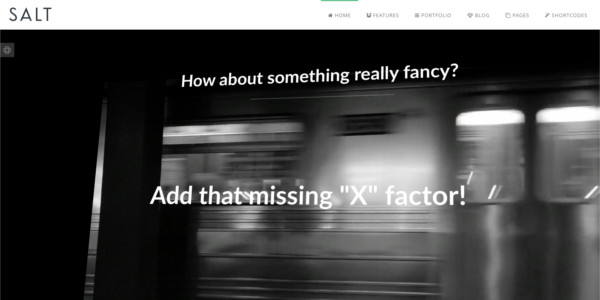 SALT
HOME FEATURES PORTFOLIO BLOG PAGES SHORTCODES
How about something really fancy?
Add that missing "X" factor!